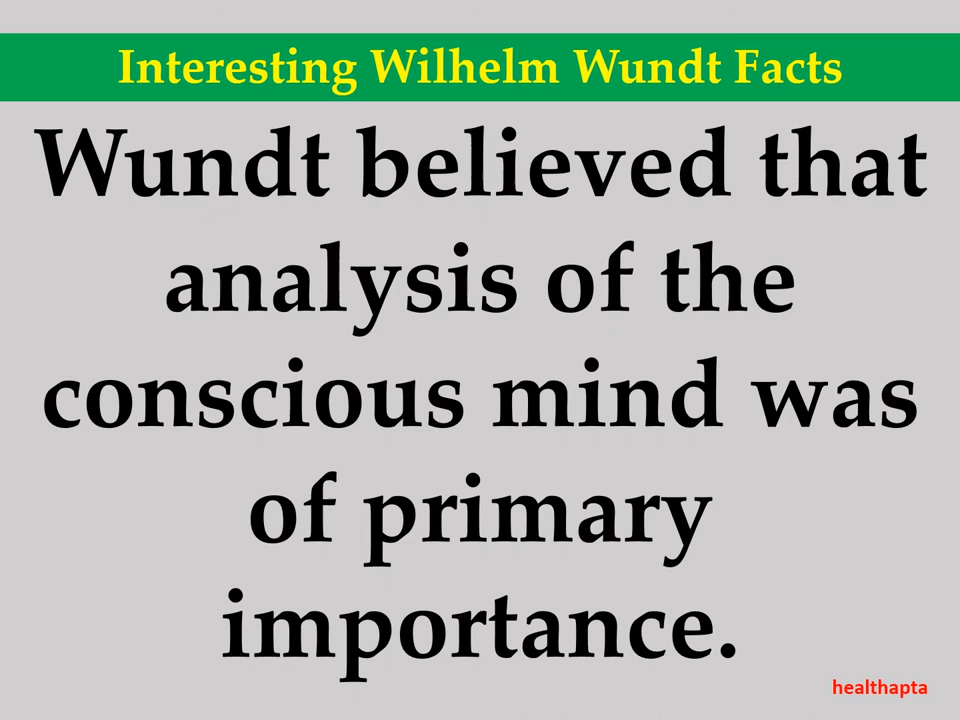 Interesting Wilhelm Wundt Facts
Wundt believed that
analysis of the
conscious mind was
of primary
importance.
healthapta